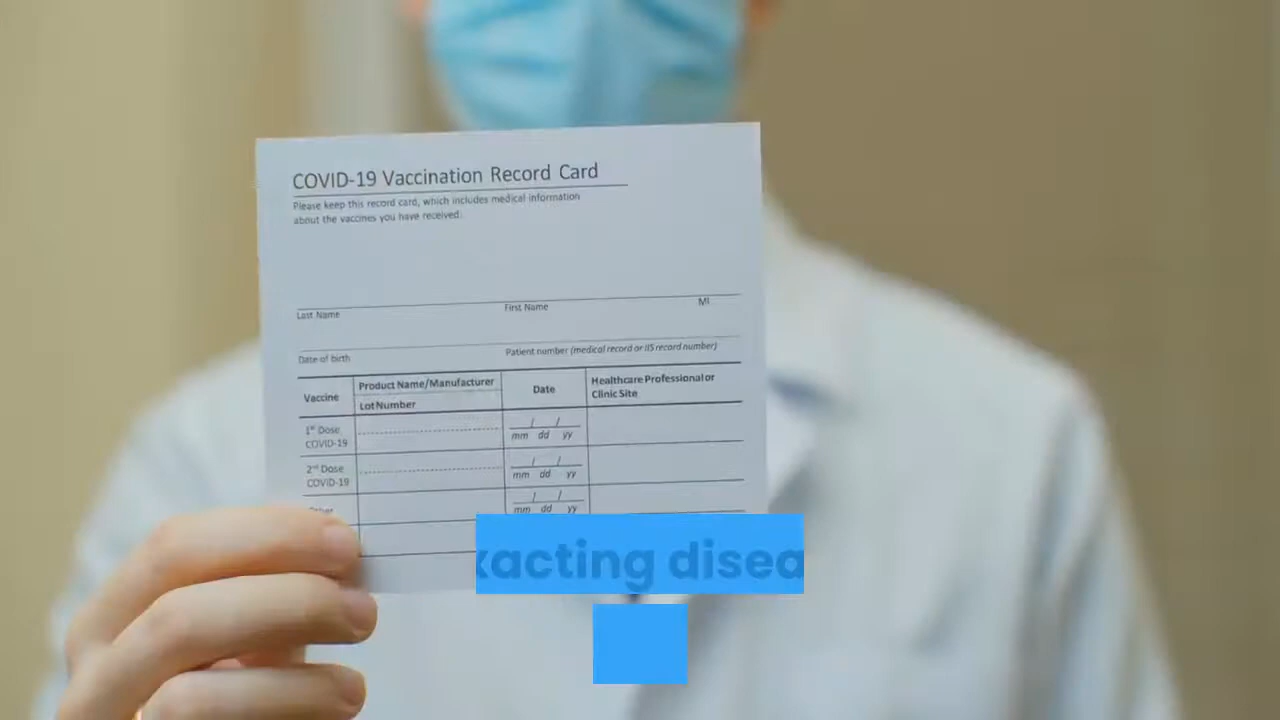 COVID-19 Vaccination Record Card
Please keep this record card, which includes medical information
about the vaccines you have received.
Last Name First Name MI
Date of birth Patient number (medical record or IIS record number)
Vaccine Product Name/Manufacturer Date Healthcare Professional or
Lot Number Clinic Site
1st Dose / /
COVID-19 mm dd yy
2nd Dose / /
COVID-19 mm dd yy
/ /
mm dd yy
xacting disea